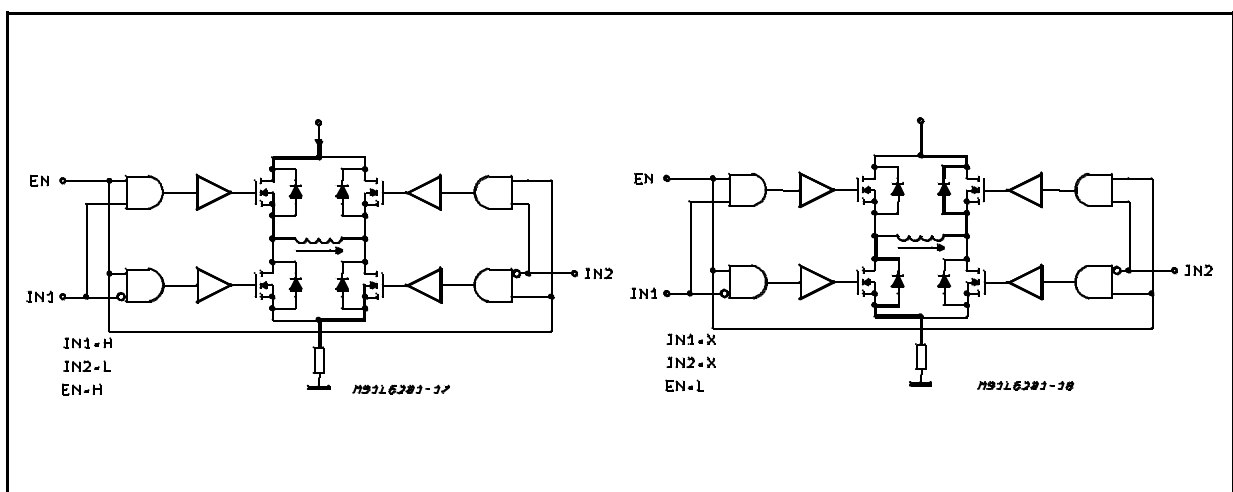 EN
IN1
IN2
IN1=H
IN2=L
EN=H
EN
IN1
IN2
IN1=X
IN2=X
EN=L